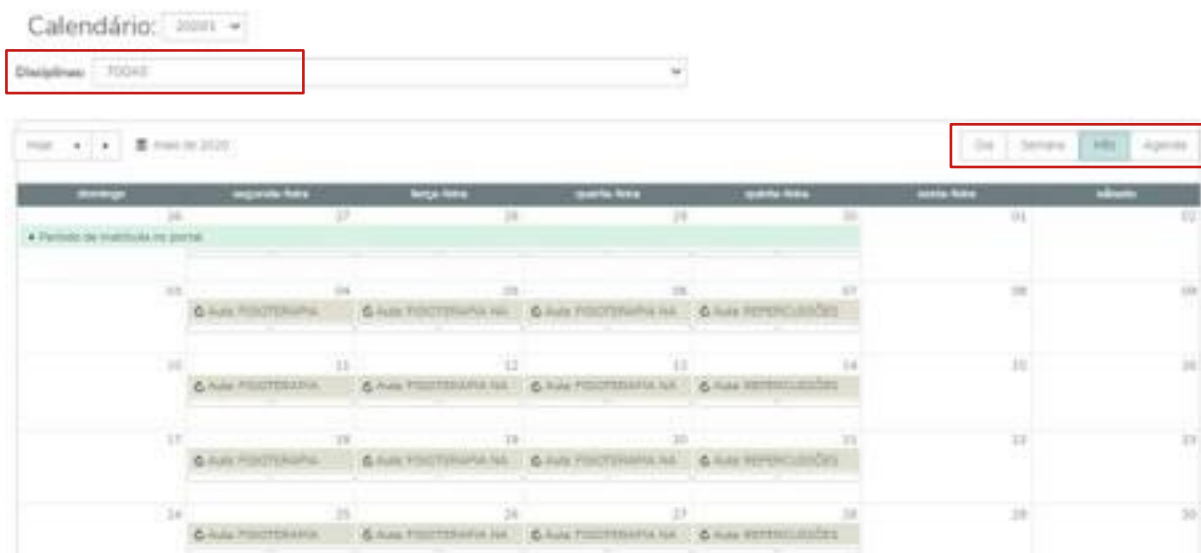 Calendário: 20201
Disciplinas: TODAS
Hoje maio de 2020 Dia Semana Mês Agenda
domingo segunda-feira terça-feira quarta-feira quinta-feira sexta-feira sábado
26 27 28 29 30 01 02
Período de matrícula no portal
03 04 05 06 07 08 09
Aula: FISIOTERAPIA Aula: FISIOTERAPIA NA Aula: FISIOTERAPIA NA Aula: REPERCUSSÕES
10 11 12 13 14 15 16
Aula: FISIOTERAPIA Aula: FISIOTERAPIA NA Aula: FISIOTERAPIA NA Aula: REPERCUSSÕES
17 18 19 20 21 22 23
Aula: FISIOTERAPIA Aula: FISIOTERAPIA NA Aula: FISIOTERAPIA NA Aula: REPERCUSSÕES
24 25 26 27 28 29 30
Aula: FISIOTERAPIA Aula: FISIOTERAPIA NA Aula: FISIOTERAPIA NA Aula: REPERCUSSÕES